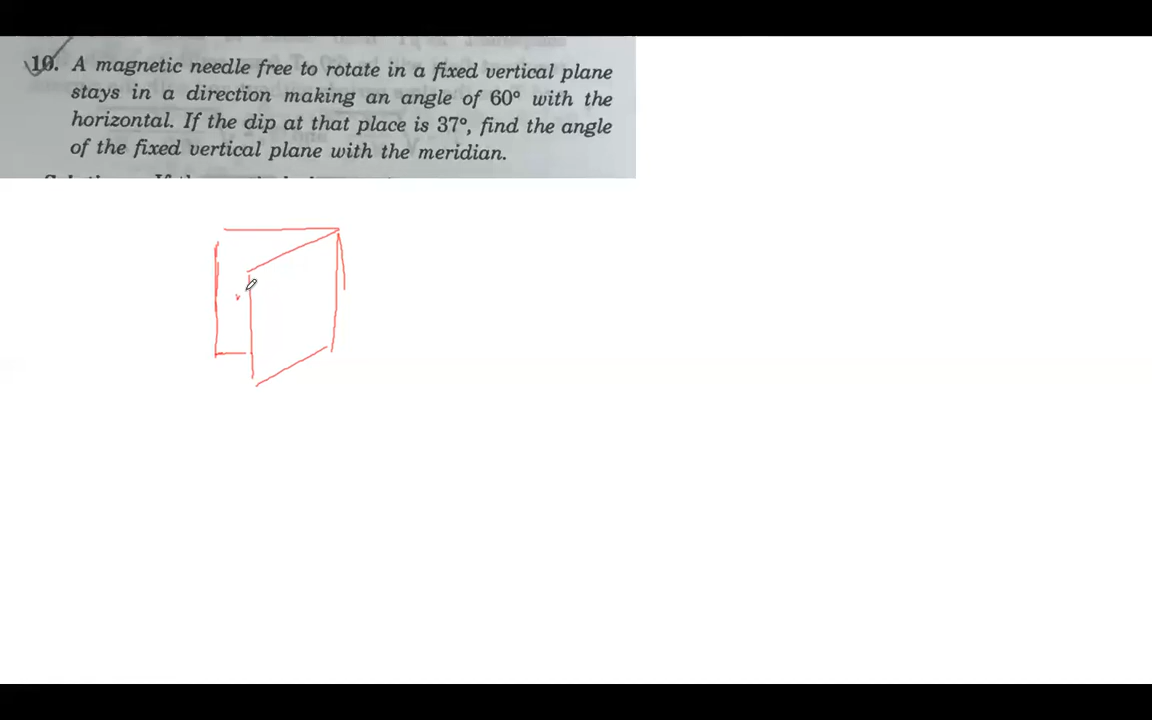 10. A magnetic needle free to rotate in a fixed vertical plane
stays in a direction making an angle of 60° with the
horizontal. If the dip at that place is 37°, find the angle
of the fixed vertical plane with the meridian.